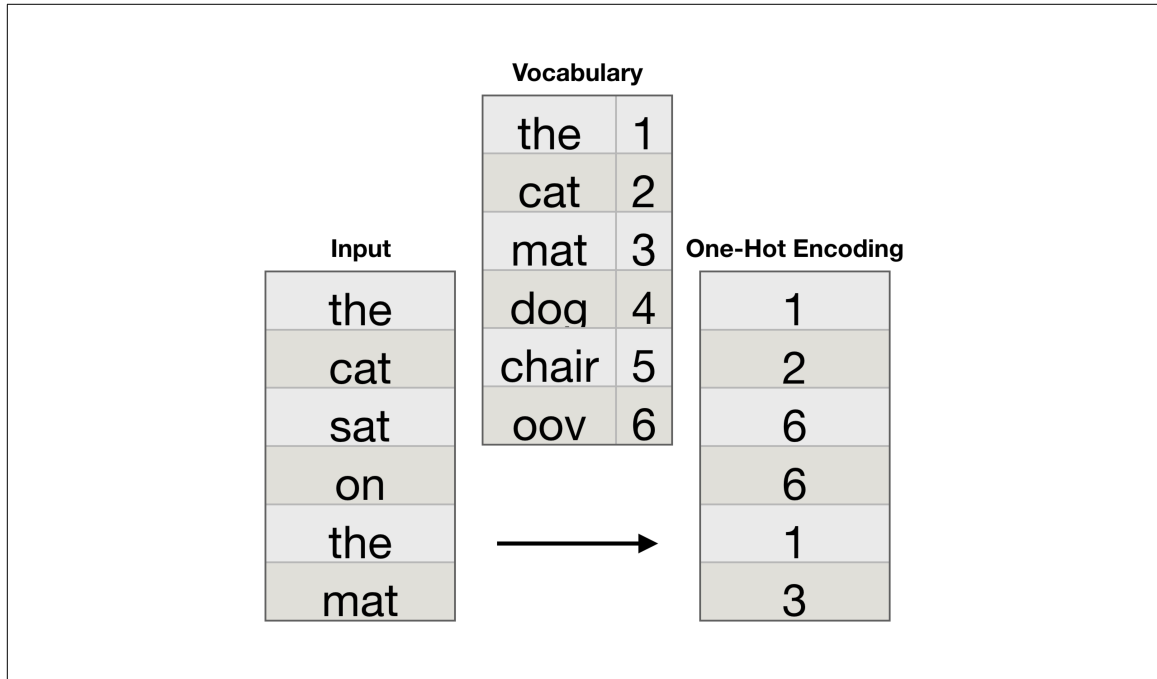 Vocabulary
the 1
cat 2
mat 3
dog 4
chair 5
oov 6
Input
the
cat
sat
on
the
mat
One-Hot Encoding
1
2
6
6
1
3